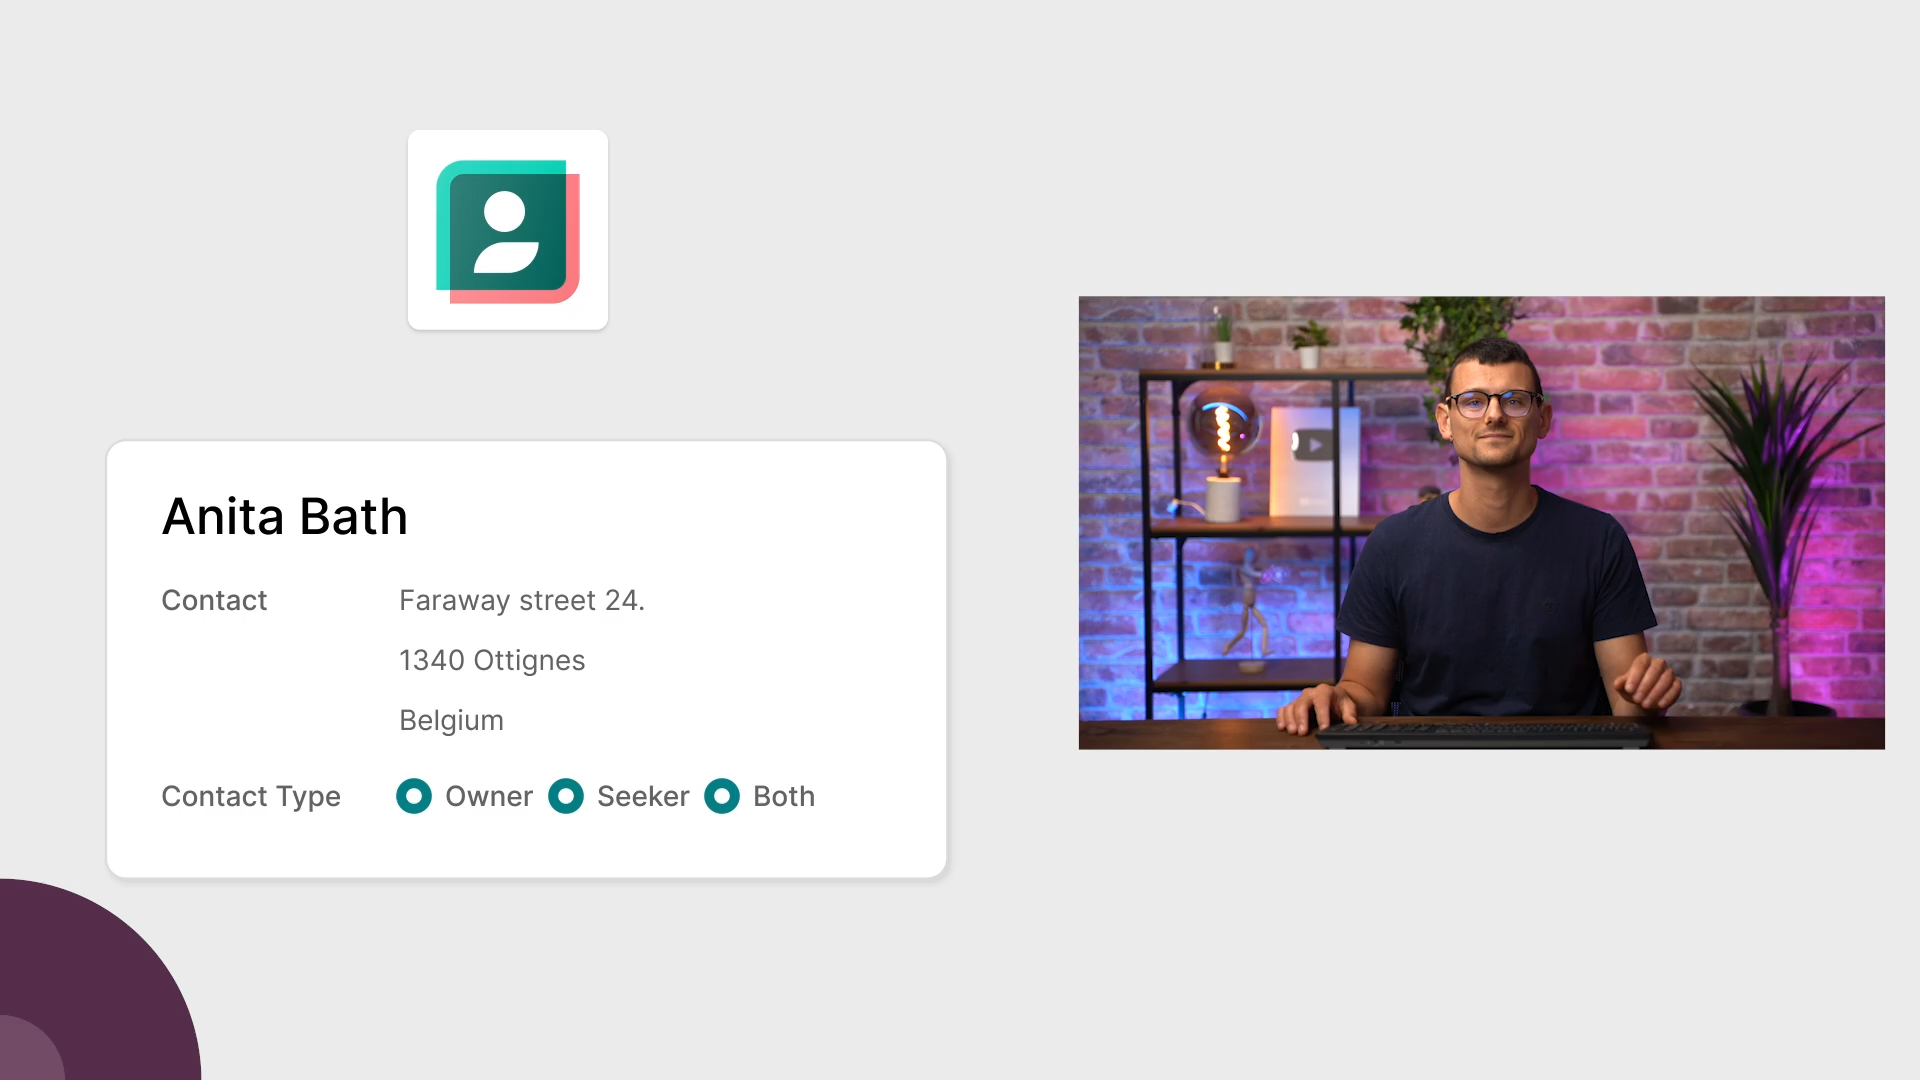 Anita Bath
Contact Faraway street 24.
1340 Ottignes
Belgium
Contact Type Owner Seeker Both